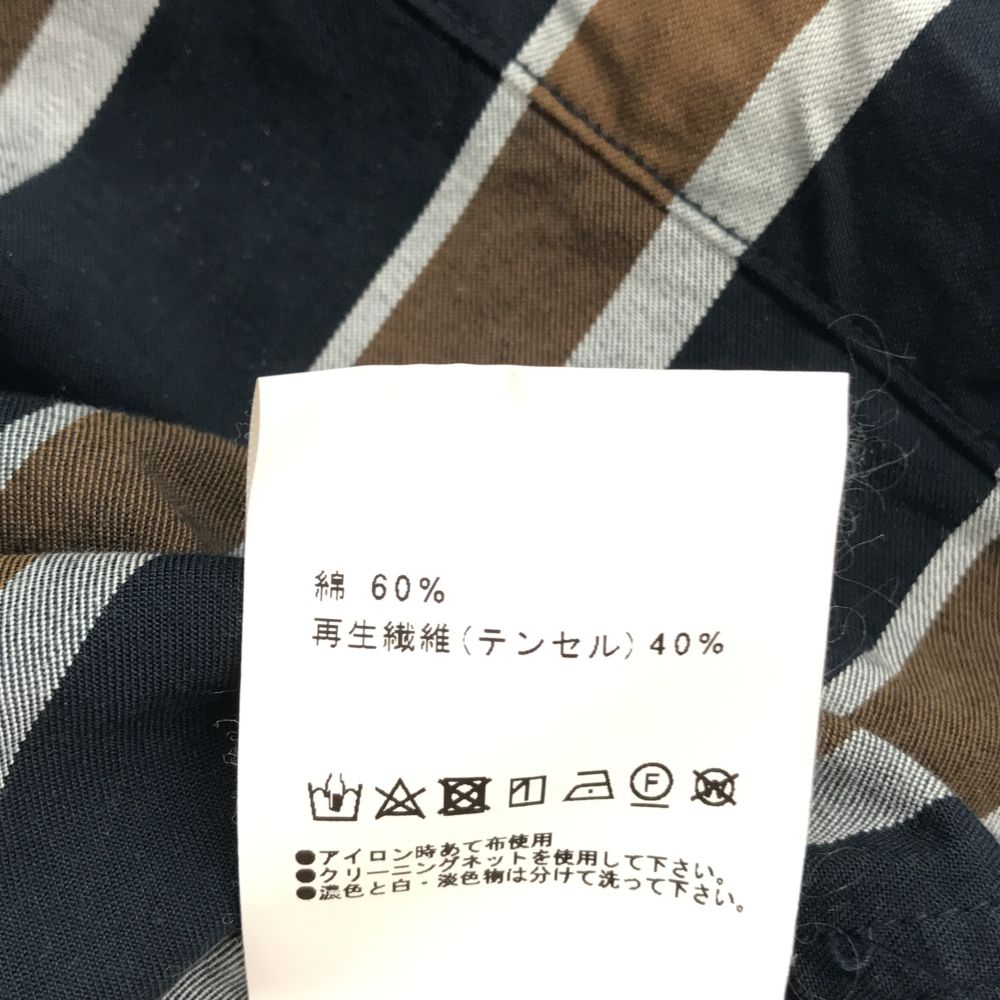 綿 60%
再生繊維(テンセル) 40%
F W
●アイロン時あて布使用
●クリーニングネットを使用して下さい。
●濃色と白・淡色物は分けて洗って下さい。